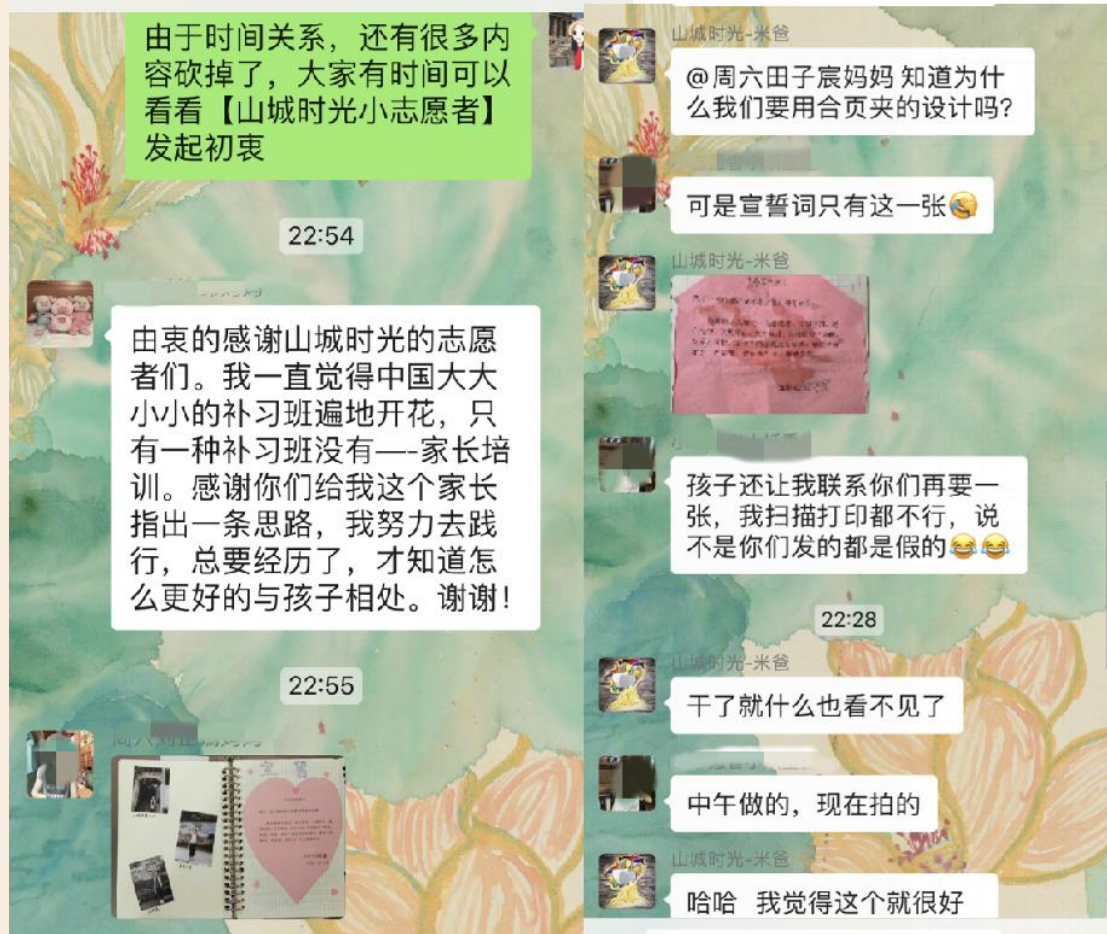 由于时间关系，还有很多内
容砍掉了，大家有时间可以
看看【山城时光小志愿者】
发起初衷
22:54
由衷的感谢山城时光的志愿
者们。我一直觉得中国大大
小小的补习班遍地开花，只
有一种补习班没有—-家长培
训。感谢你们给我这个家长
指出一条思路，我努力去践
行，总要经历了，才知道怎
么更好的与孩子相处。谢谢！
22:55
山城时光-米爸
@周六田子宸妈妈 知道为什
么我们要用合页夹的设计吗？
可是宣誓词只有这一张
山城时光-米爸
孩子还让我联系你们再要一
张，我扫描打印都不行，说
不是你们发的都是假的
22:28
山城时光-米爸
干了就什么也看不见了
中午做的，现在拍的
山城时光-米爸
哈哈 我觉得这个就很好